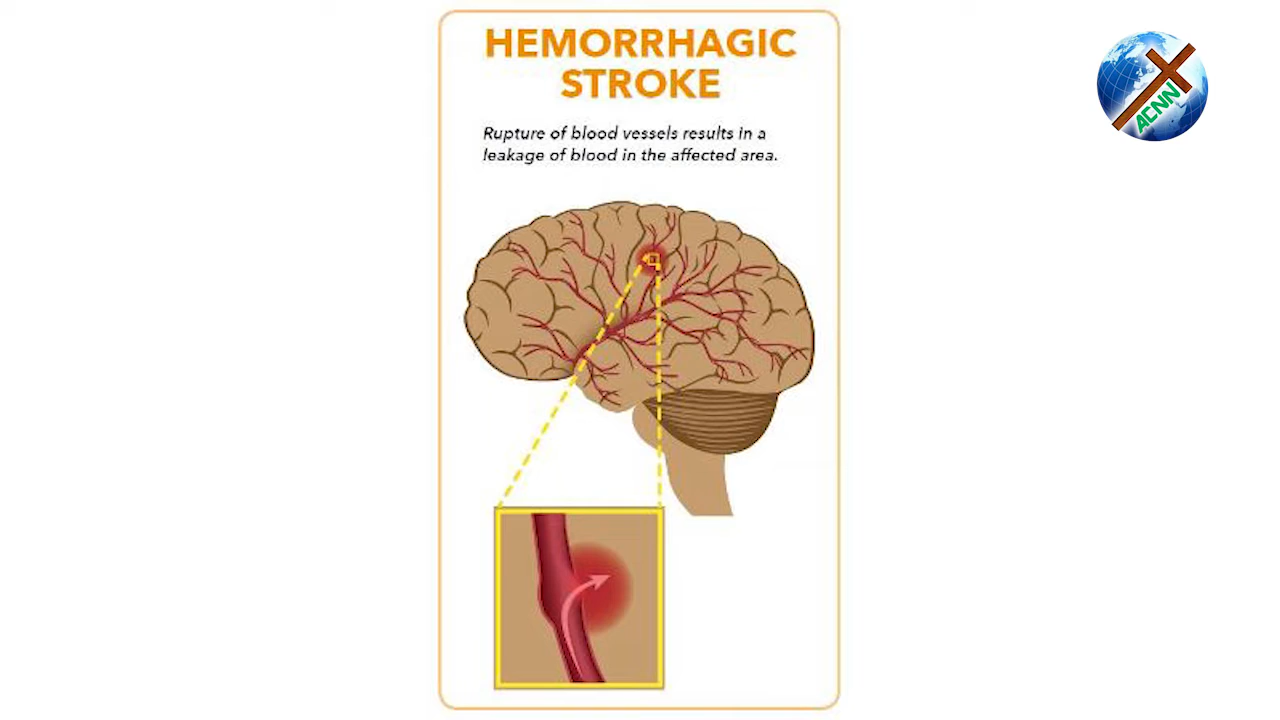 HEMORRHAGIC
STROKE
Rupture of blood vessels results in a
leakage of blood in the affected area.
ACNN